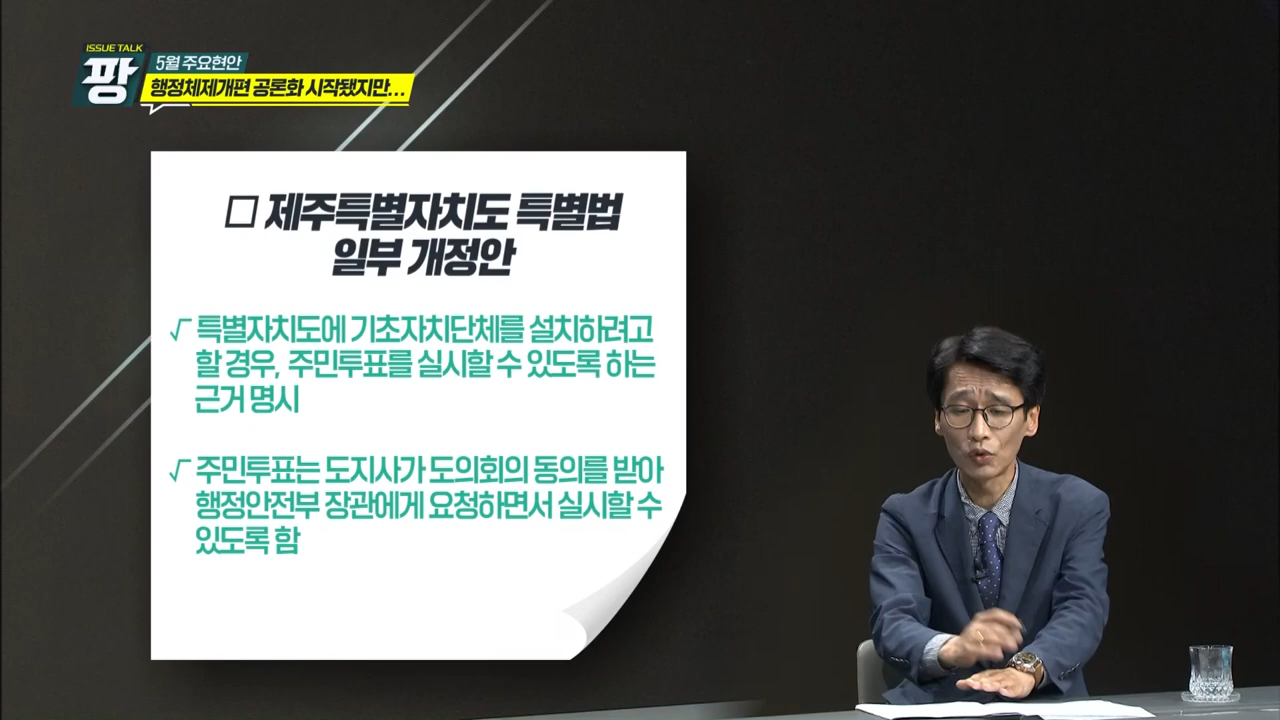 ISSUE TALK
팡
5월 주요현안
행정체제개편 공론화 시작됐지만...
□ 제주특별자치도 특별법
일부 개정안
√ 특별자치도에 기초자치단체를 설치하려고
할 경우, 주민투표를 실시할 수 있도록 하는
근거 명시
√ 주민투표는 도지사가 도의회의 동의를 받아
행정안전부 장관에게 요청하면서 실시할 수
있도록 함